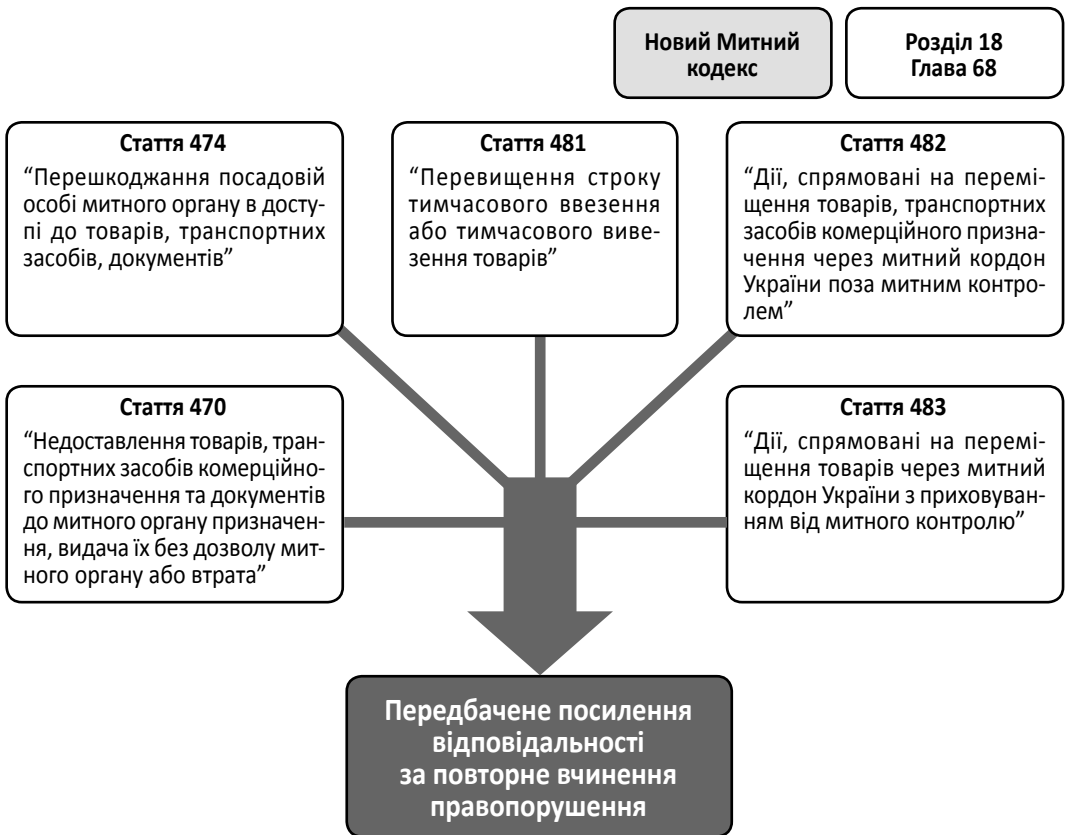 Новий Митний
кодекс
Розділ 18
Глава 68
Стаття 474
“Перешкоджання посадовій
особі митного органу в досту-
пі до товарів, транспортних
засобів, документів”
Стаття 481
“Перевищення строку
тимчасового ввезення
або тимчасового виве-
зення товарів”
Стаття 482
“Дії, спрямовані на перемі-
щення товарів, транспортних
засобів комерційного призна-
чення через митний кордон
України поза митним контро-
лем”
Стаття 470
“Недоставлення товарів, тран-
спортних засобів комерційно-
го призначення та документів
до митного органу призначен-
ня, видача їх без дозволу мит-
ного органу або втрата”
Стаття 483
“Дії, спрямовані на перемі-
щення товарів через митний
кордон України з приховуван-
ням від митного контролю”
Передбачене посилення
відповідальності
за повторне вчинення
правопорушення